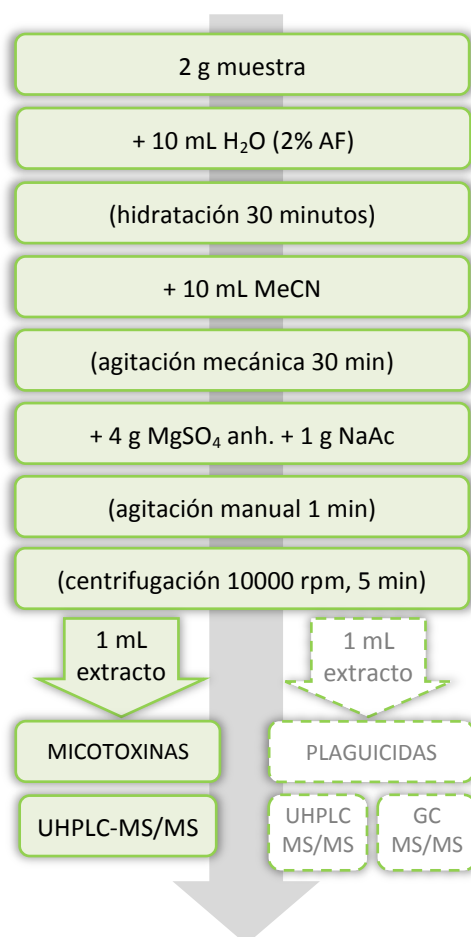 2 g muestra
+ 10 mL H₂O (2% AF)
(hidratación 30 minutos)
+ 10 mL MeCN
(agitación mecánica 30 min)
+ 4 g MgSO₄ anh. + 1 g NaAc
(agitación manual 1 min)
(centrifugación 10000 rpm, 5 min)
1 mL
extracto
MICOTOXINAS
UHPLC-MS/MS
1 mL
extracto
PLAGUICIDAS
UHPLC
MS/MS
GC
MS/MS